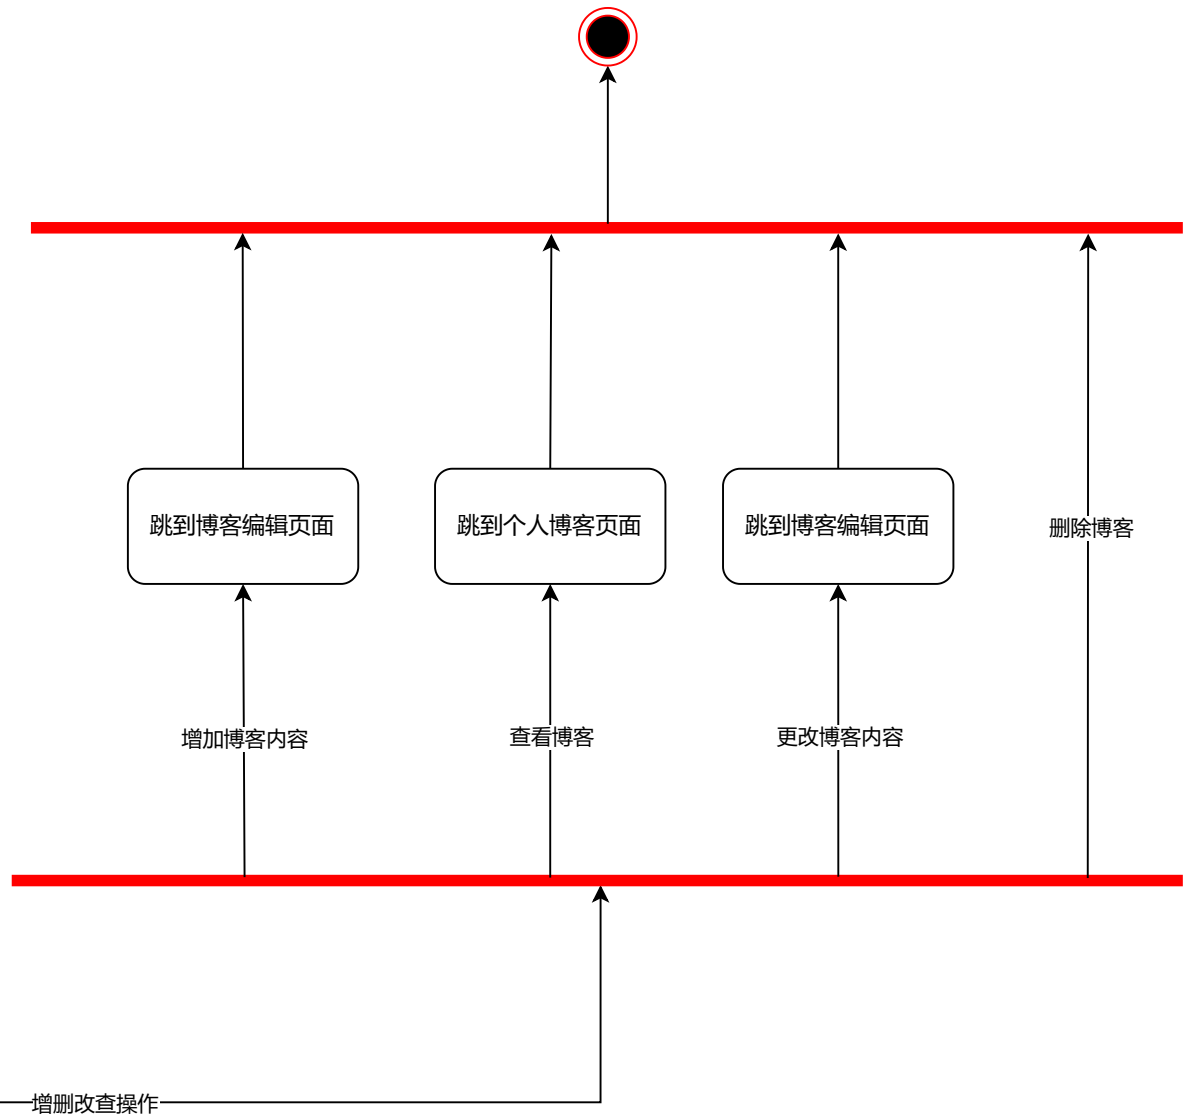 跳到博客编辑页面
跳到个人博客页面
跳到博客编辑页面
删除博客
增加博客内容
查看博客
更改博客内容
增删改查操作